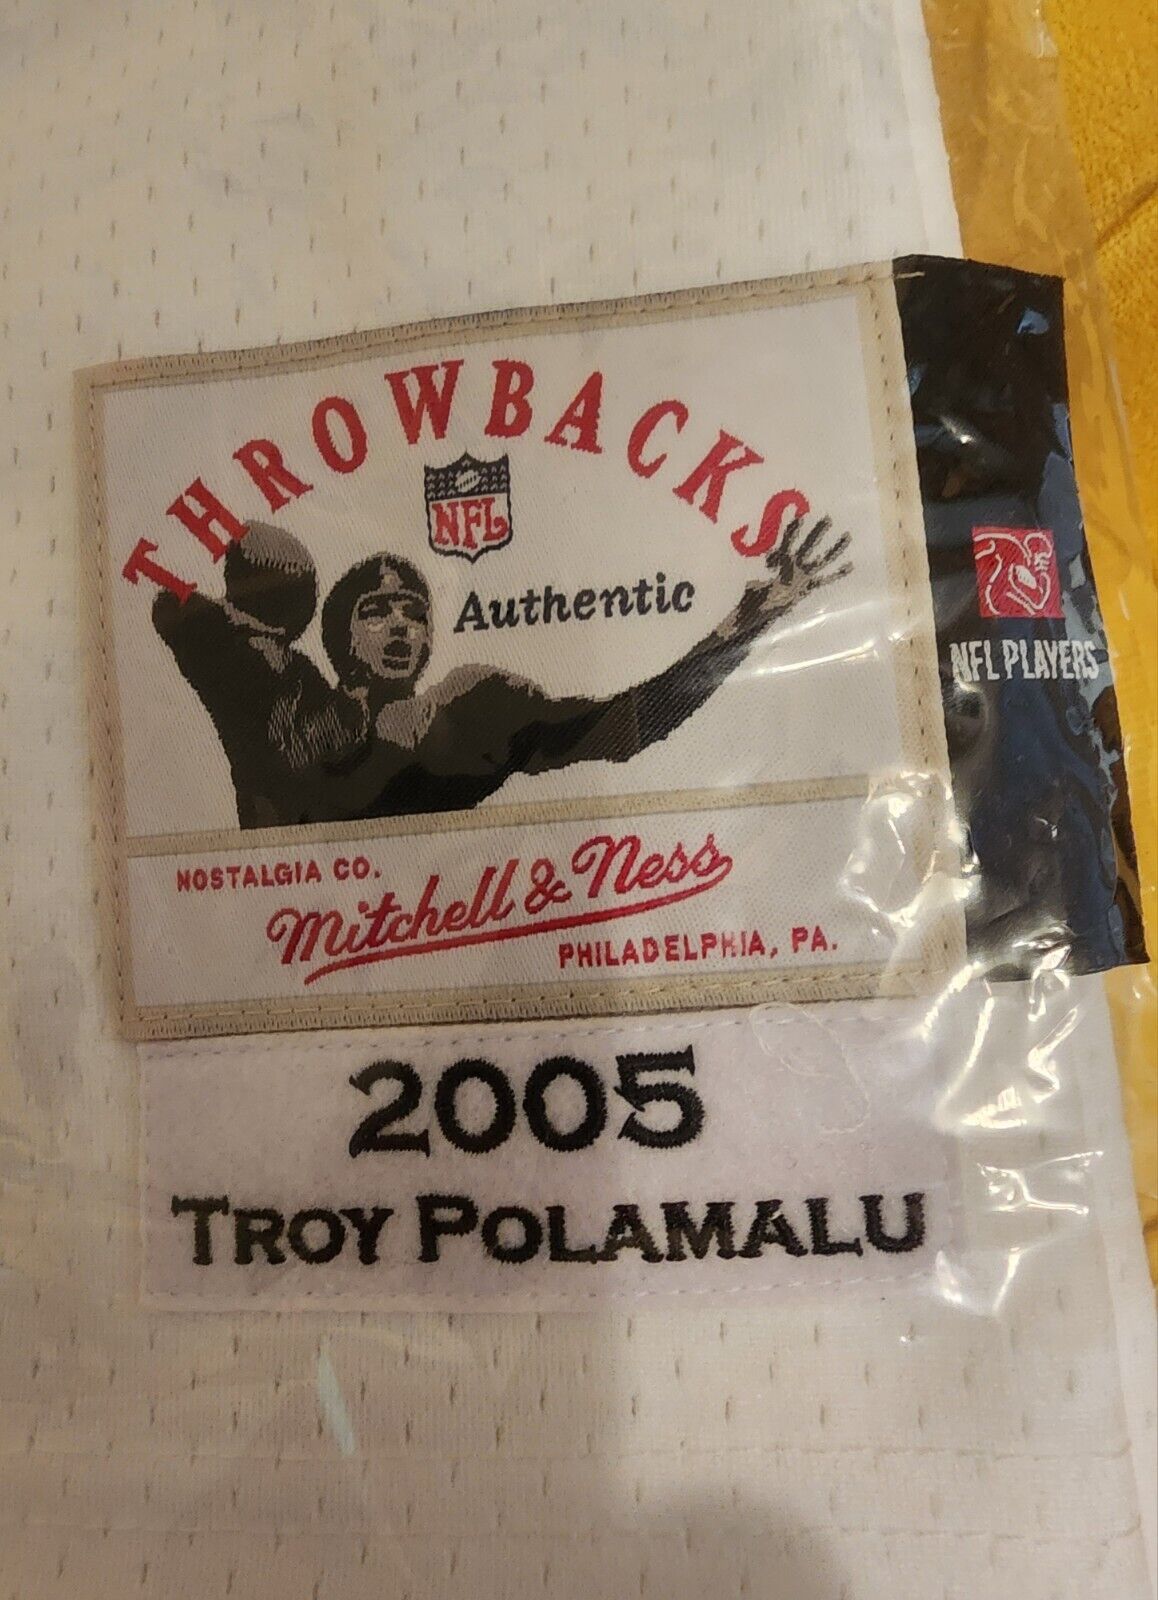 THROWBACKS
NFL
Authentic
NFL PLAYERS
NOSTALGIA CO.
Mitchell & Ness
PHILADELPHIA, PA.
2005
TROY POLAMALU